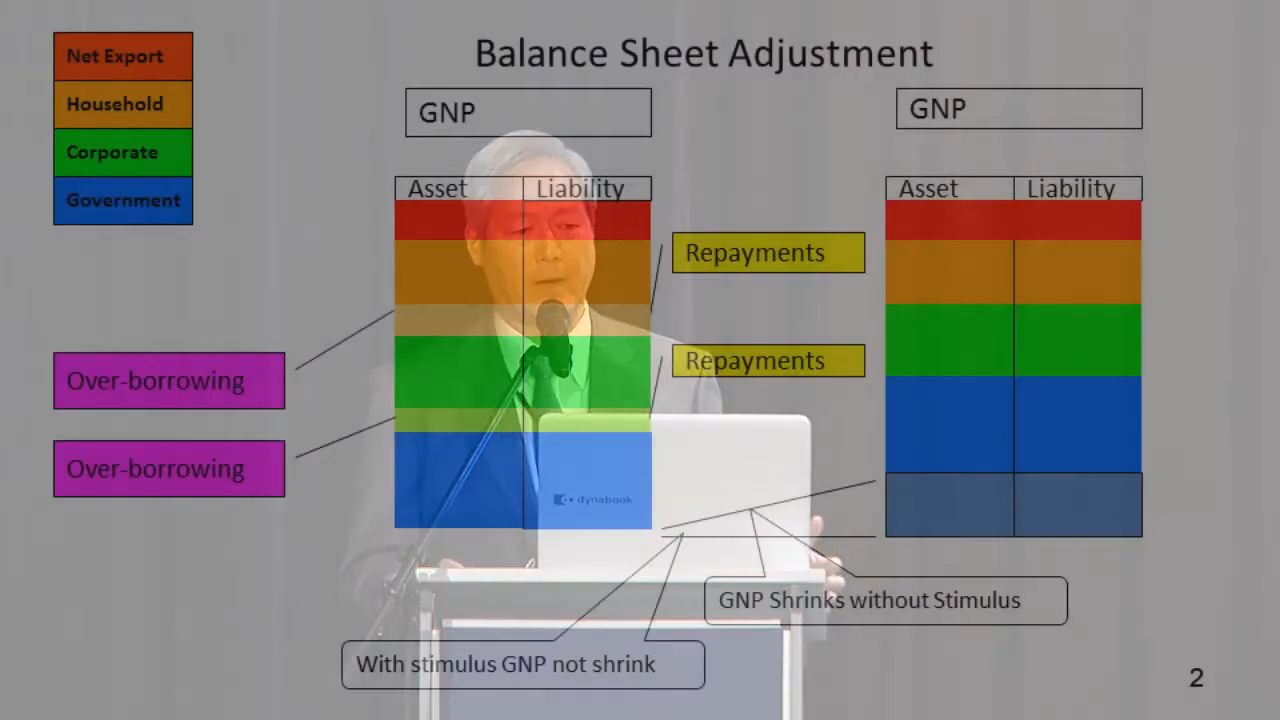 Balance Sheet Adjustment
Net Export
Household
Corporate
Government
GNP
GNP
Asset
Liability
Asset
Liability
Repayments
Repayments
Over-borrowing
Over-borrowing
dynabook
GNP Shrinks without Stimulus
With stimulus GNP not shrink
2